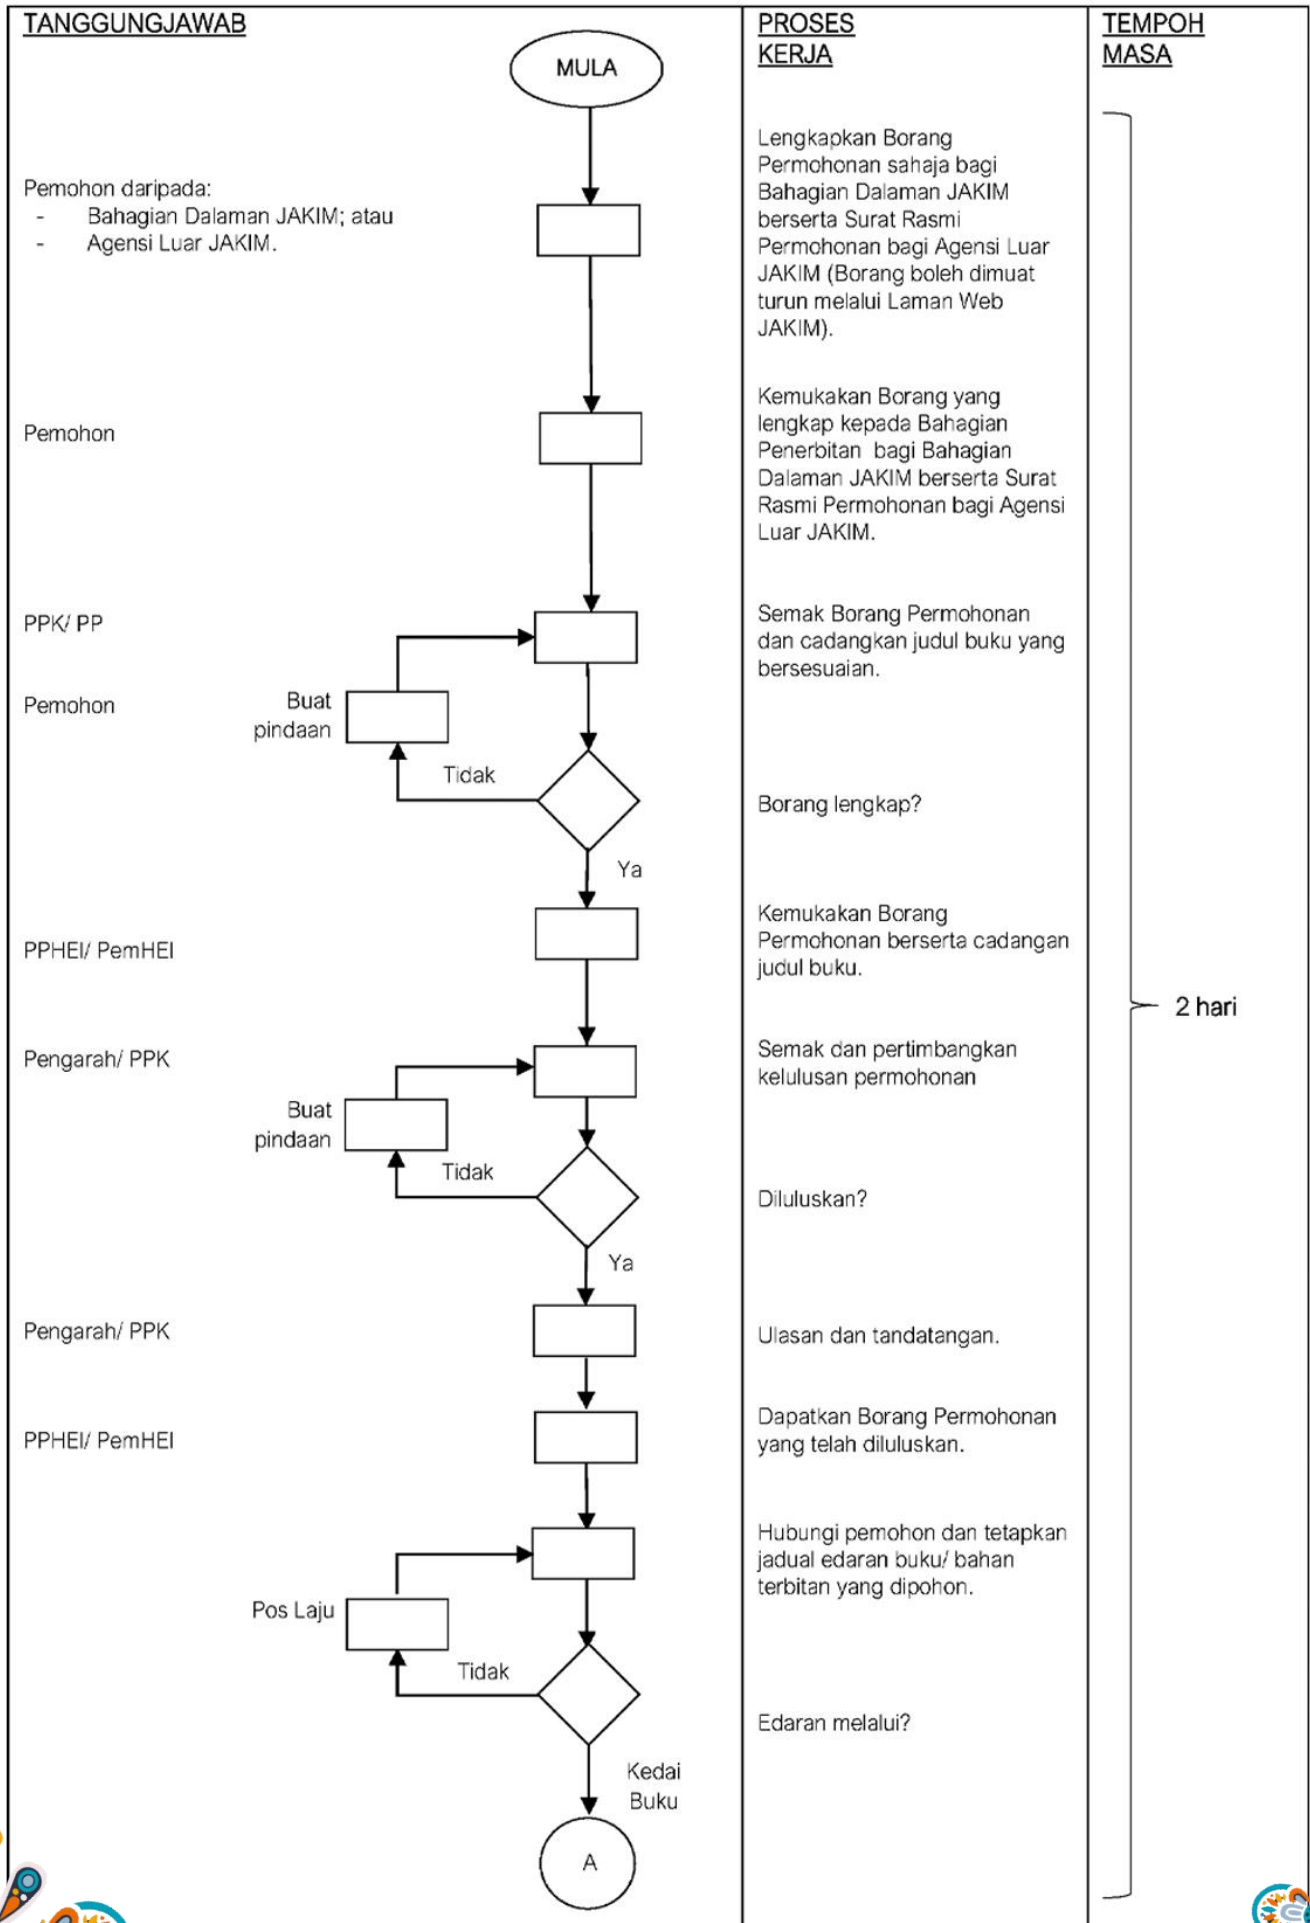 TANGGUNGJAWAB
PROSES
KERJA
TEMPOH
MASA
MULA
Pemohon daripada:
- Bahagian Dalaman JAKIM; atau
- Agensi Luar JAKIM.
Lengkapkan Borang
Permohonan sahaja bagi
Bahagian Dalaman JAKIM
berserta Surat Rasmi
Permohonan bagi Agensi Luar
JAKIM (Borang boleh dimuat
turun melalui Laman Web
JAKIM).
Pemohon
Kemukakan Borang yang
lengkap kepada Bahagian
Penerbitan bagi Bahagian
Dalaman JAKIM berserta Surat
Rasmi Permohonan bagi Agensi
Luar JAKIM.
PPK/ PP
Semak Borang Permohonan
dan cadangkan judul buku yang
bersesuaian.
Pemohon
Buat
pindaan
Tidak
Borang lengkap?
Ya
PPHEI/ PemHEI
Kemukakan Borang
Permohonan berserta cadangan
judul buku.
2 hari
Pengarah/ PPK
Semak dan pertimbangkan
kelulusan permohonan
Buat
pindaan
Tidak
Diluluskan?
Ya
Pengarah/ PPK
Ulasan dan tandatangan.
PPHEI/ PemHEI
Dapatkan Borang Permohonan
yang telah diluluskan.
Hubungi pemohon dan tetapkan
jadual edaran buku/ bahan
terbitan yang dipohon.
Pos Laju
Tidak
Edaran melalui?
Kedai
Buku
A